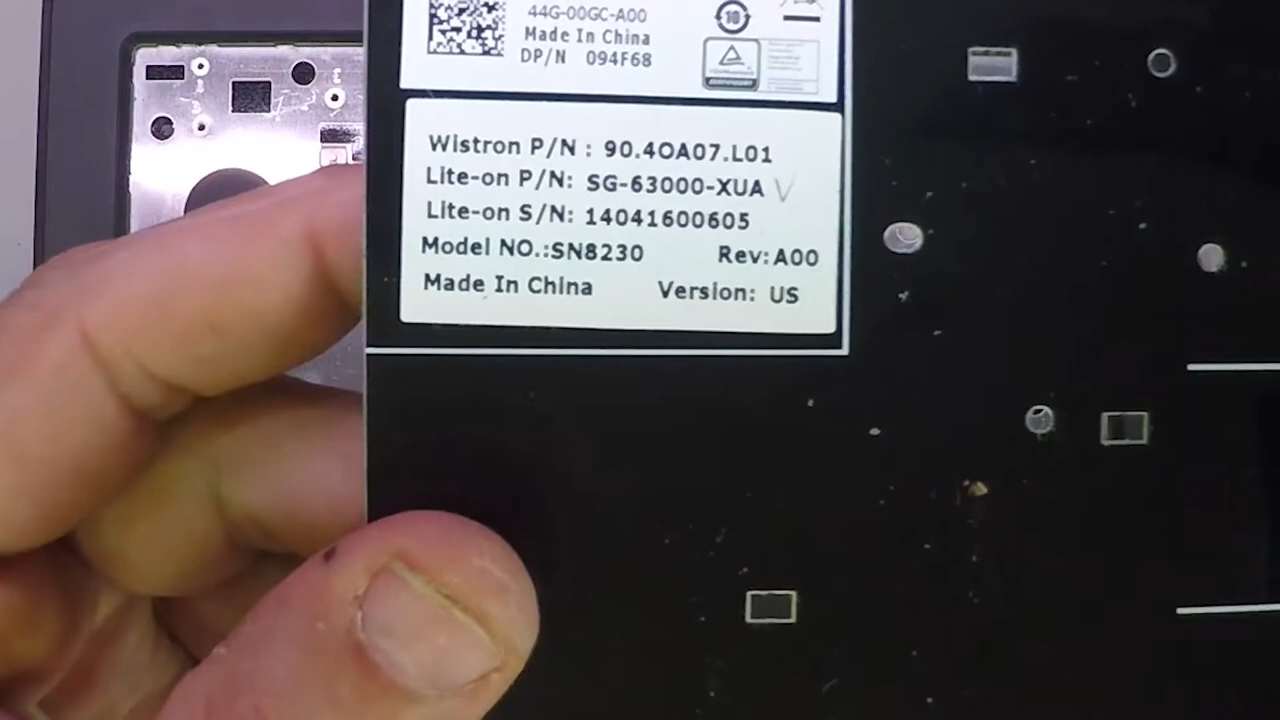 44G-00GC-A00
Made In China
DP/N 094F68
10
Wistron P/N : 90.4OA07.L01
Lite-on P/N: SG-63000-XUA
Lite-on S/N: 14041600605
Model NO.:SN8230 Rev:A00
Made In China Version: US